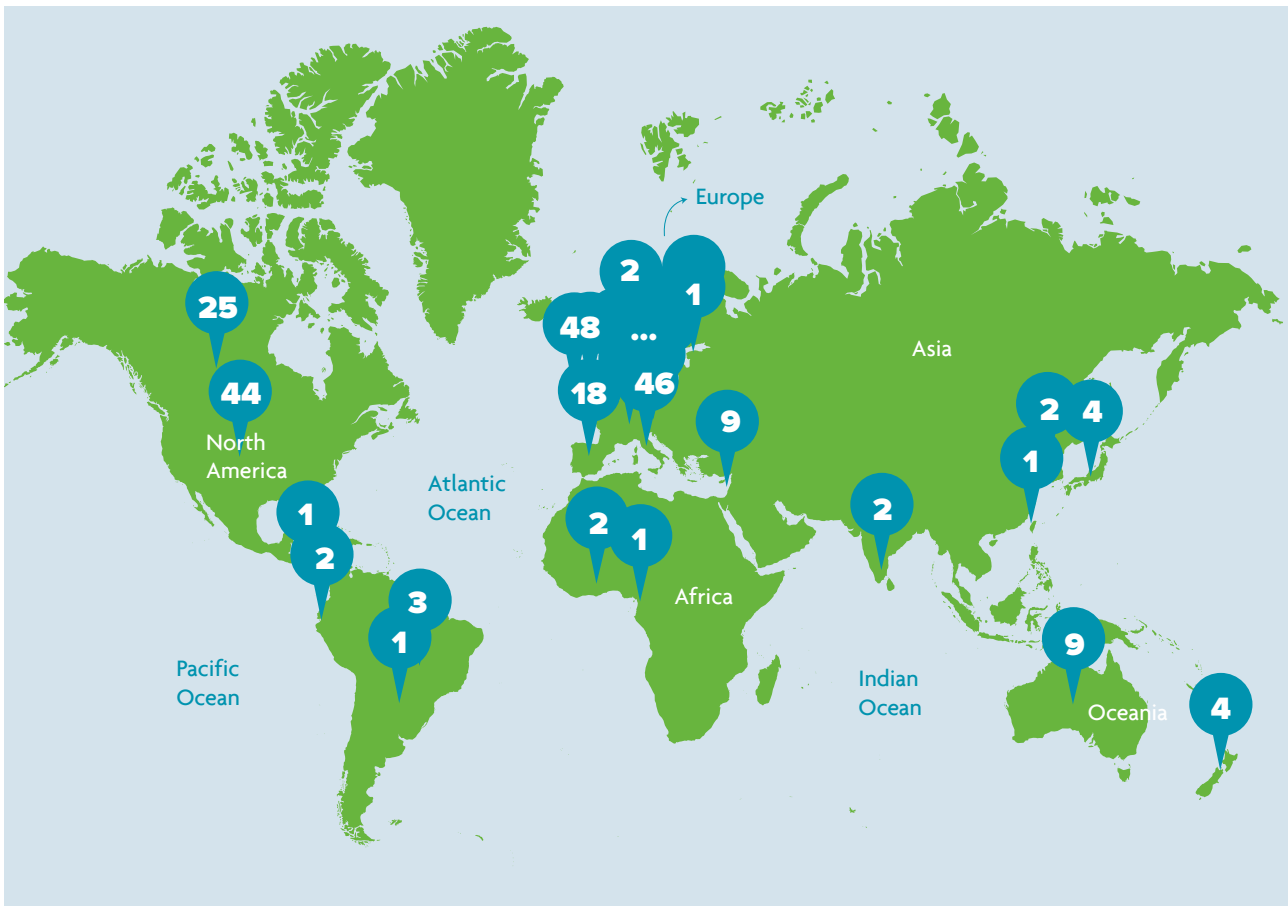 Europe
2
1
25
48
...
Asia
44
18
46
9
2
4
North
America
1
Atlantic
Ocean
1
2
2
2
1
3
Africa
1
9
Pacific
Ocean
Indian
Ocean
Oceania
4